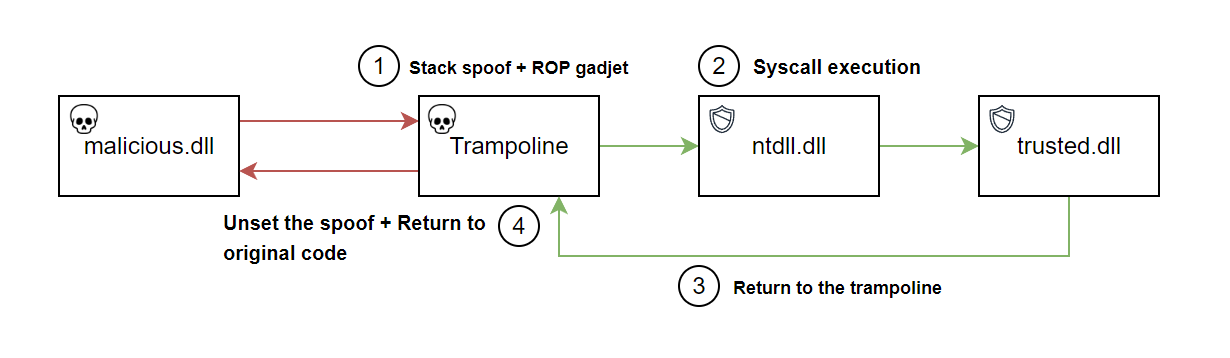 1 Stack spoof + ROP gadjet
2 Syscall execution
malicious.dll
Trampoline
ntdll.dll
trusted.dll
Unset the spoof + Return to
original code
4
3 Return to the trampoline